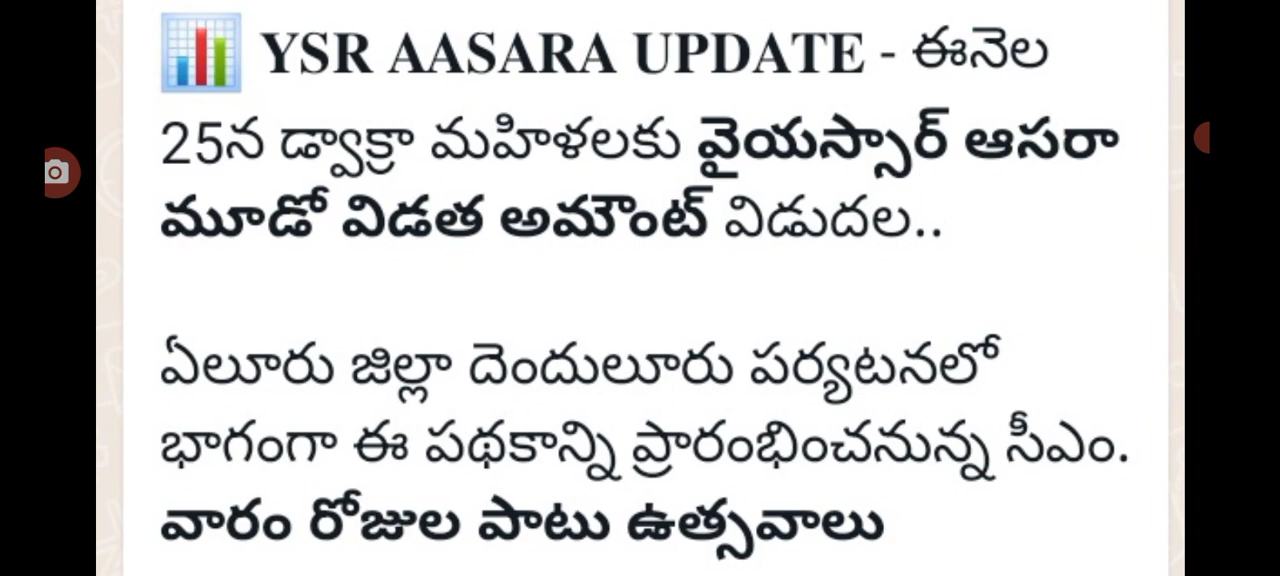 📊 YSR AASARA UPDATE - ఈనెల
25న డ్వాక్రా మహిళలకు వైయస్సార్ ఆసరా
మూడో విడత అమౌంట్ విడుదల..
ఏలూరు జిల్లా దెందులూరు పర్యటనలో
భాగంగా ఈ పథకాన్ని ప్రారంభించనున్న సీఎం.
వారం రోజుల పాటు ఉత్సవాలు